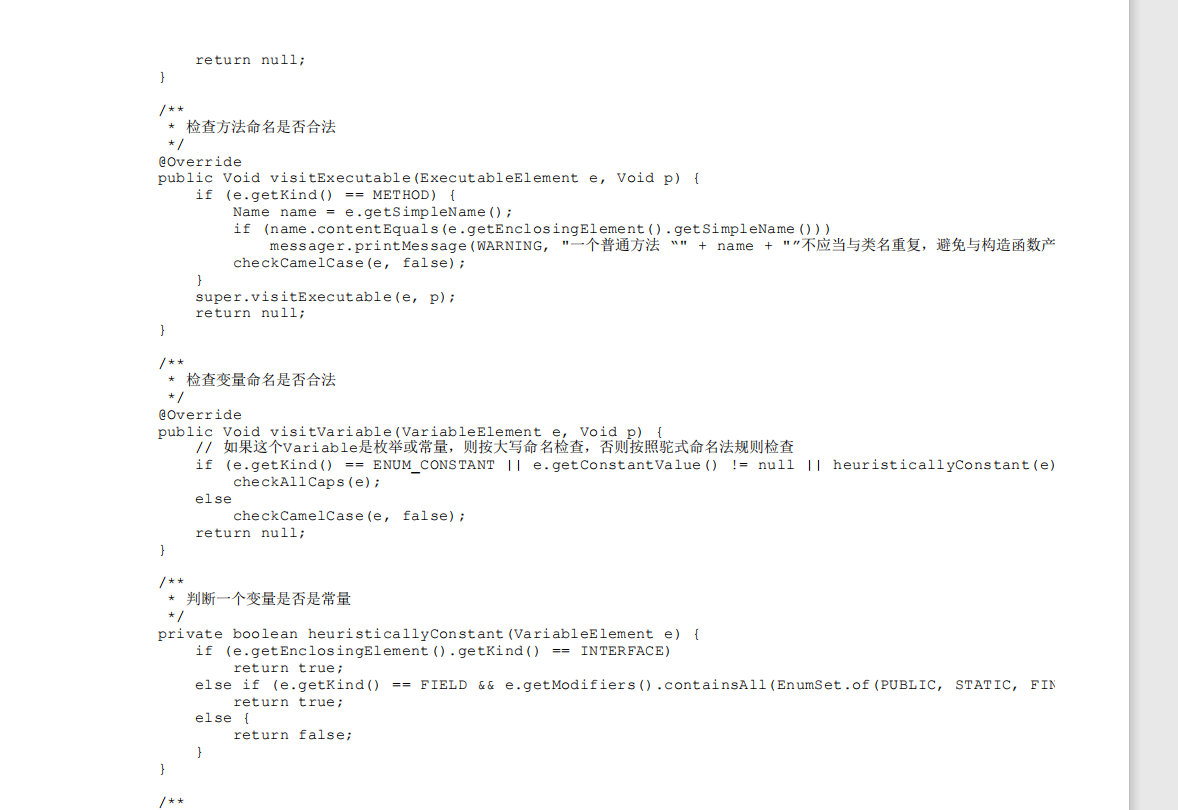 return null;
}
/**
* 检查方法命名是否合法
*/
@Override
public Void visitExecutable(ExecutableElement e, Void p) {
if (e.getKind() == METHOD) {
Name name = e.getSimpleName();
if (name.contentEquals(e.getEnclosingElement().getSimpleName()))
messager.printMessage(WARNING, "一个普通方法 “" + name + "”不应当与类名重复，避免与构造函数产
checkCamelCase(e, false);
}
super.visitExecutable(e, p);
return null;
}
/**
* 检查变量命名是否合法
*/
@Override
public Void visitVariable(VariableElement e, Void p) {
// 如果这个Variable是枚举或常量，则按大写命名检查，否则按照驼式命名法规则检查
if (e.getKind() == ENUM_CONSTANT || e.getConstantValue() != null || heuristicallyConstant(e)
checkAllCaps(e);
else
checkCamelCase(e, false);
return null;
}
/**
* 判断一个变量是否是常量
*/
private boolean heuristicallyConstant(VariableElement e) {
if (e.getEnclosingElement().getKind() == INTERFACE)
return true;
else if (e.getKind() == FIELD && e.getModifiers().containsAll(EnumSet.of(PUBLIC, STATIC, FIN
return true;
else {
return false;
}
}
/**